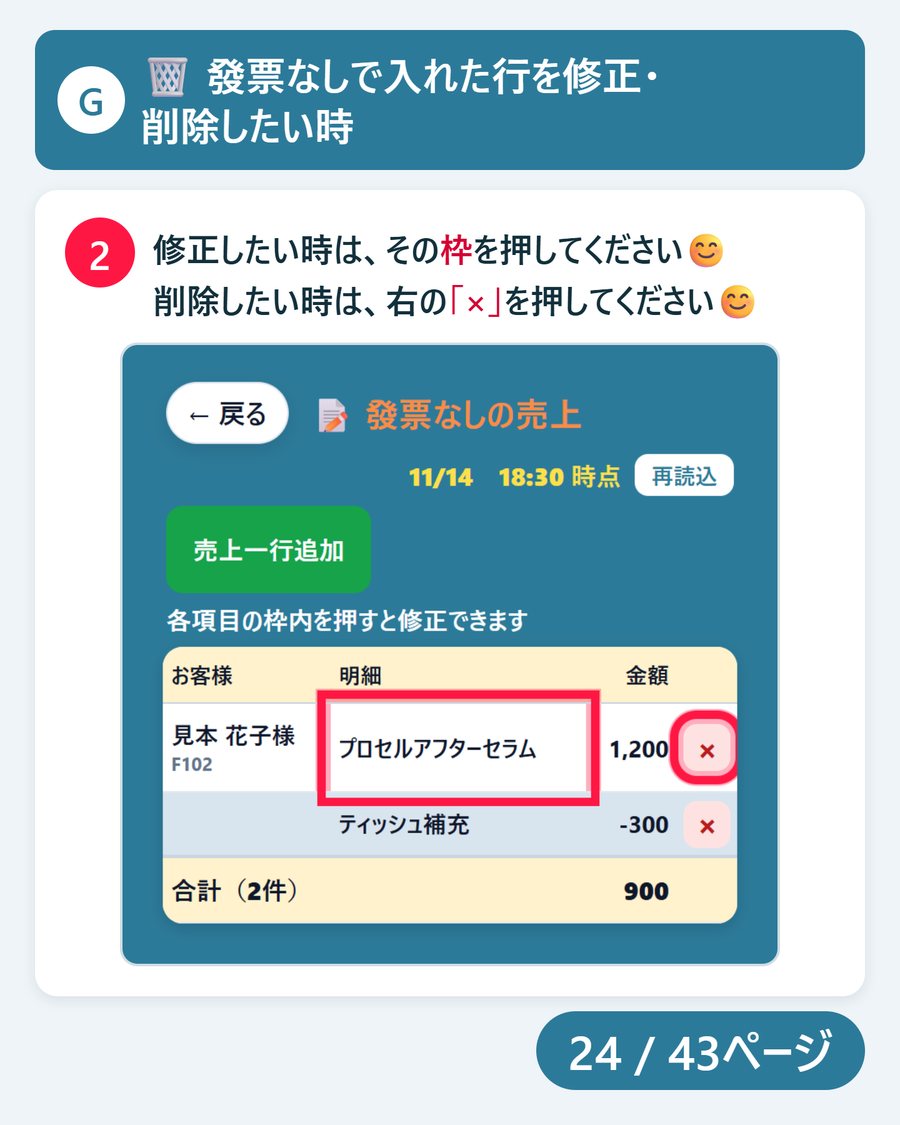 G
🗑️ 發票なしで入れた行を修正・
削除したい時
2
修正したい時は、その枠を押してください😊
削除したい時は、右の「×」を押してください😊
← 戻る
📝 發票なしの売上
11/14 18:30 時点
再読込
売上一行追加
各項目の枠内を押すと修正できます
お客様 明細 金額
見本 花子様 プロセルアフターセラム 1,200 ×
F102
ティッシュ補充 -300 ×
合計（2件） 900
24 / 43ページ